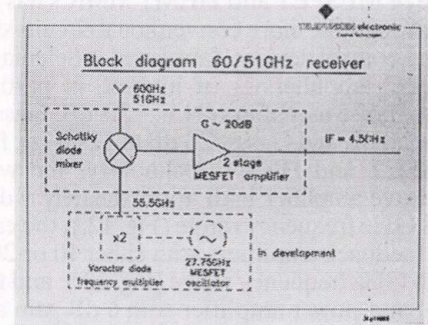 TELEFUNKEN electronic
Block diagram 60/51GHz receiver
60GHz
51GHz
Schottky
diode
mixer
G ~ 20dB
2 stage
MESFET amplifier
IF = 4.5GHz
55.5GHz
x2
Varactor diode
frequency multiplier
27.75GHz
MESFET
oscillator
in development